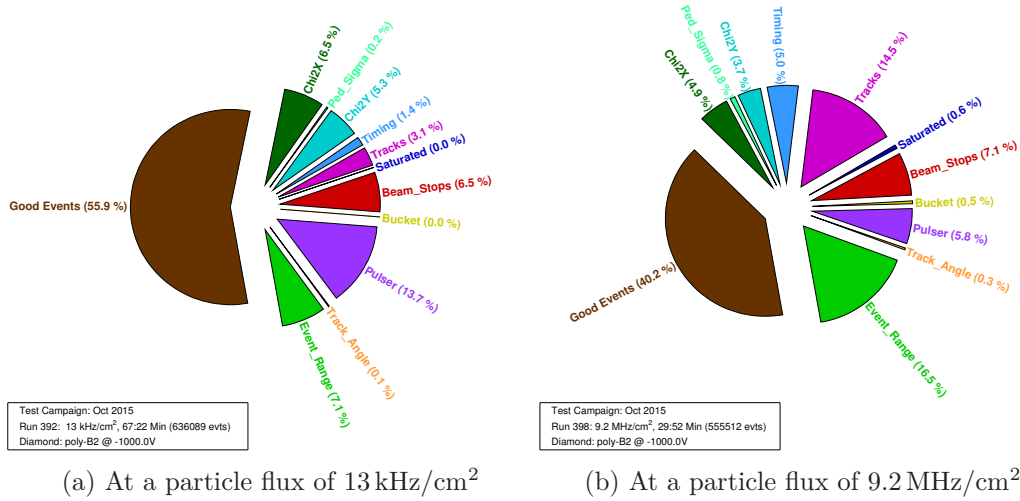 Chi2X (6.5 %)
Ped_Sigma (0.2 %)
Chi2Y (5.3 %)
Timing (1.4 %)
Tracks (3.1 %)
Saturated (0.0 %)
Beam_Stops (6.5 %)
Bucket (0.0 %)
Pulser (13.7 %)
Track_Angle (0.1 %)
Event_Range (7.1 %)
Good Events (55.9 %)
Test Campaign: Oct 2015
Run 392: 13 kHz/cm², 67:22 Min (636089 evts)
Diamond: poly-B2 @ -1000.0V
(a) At a particle flux of 13 kHz/cm²
Chi2X (4.9 %)
Ped_Sigma (0.8 %)
Chi2Y (3.7 %)
Timing (5.0 %)
Tracks (14.5 %)
Saturated (0.6 %)
Beam_Stops (7.1 %)
Bucket (0.5 %)
Pulser (5.8 %)
Track_Angle (0.3 %)
Event_Range (16.5 %)
Good Events (40.2 %)
Test Campaign: Oct 2015
Run 398: 9.2 MHz/cm², 29:52 Min (555512 evts)
Diamond: poly-B2 @ -1000.0V
(b) At a particle flux of 9.2 MHz/cm²